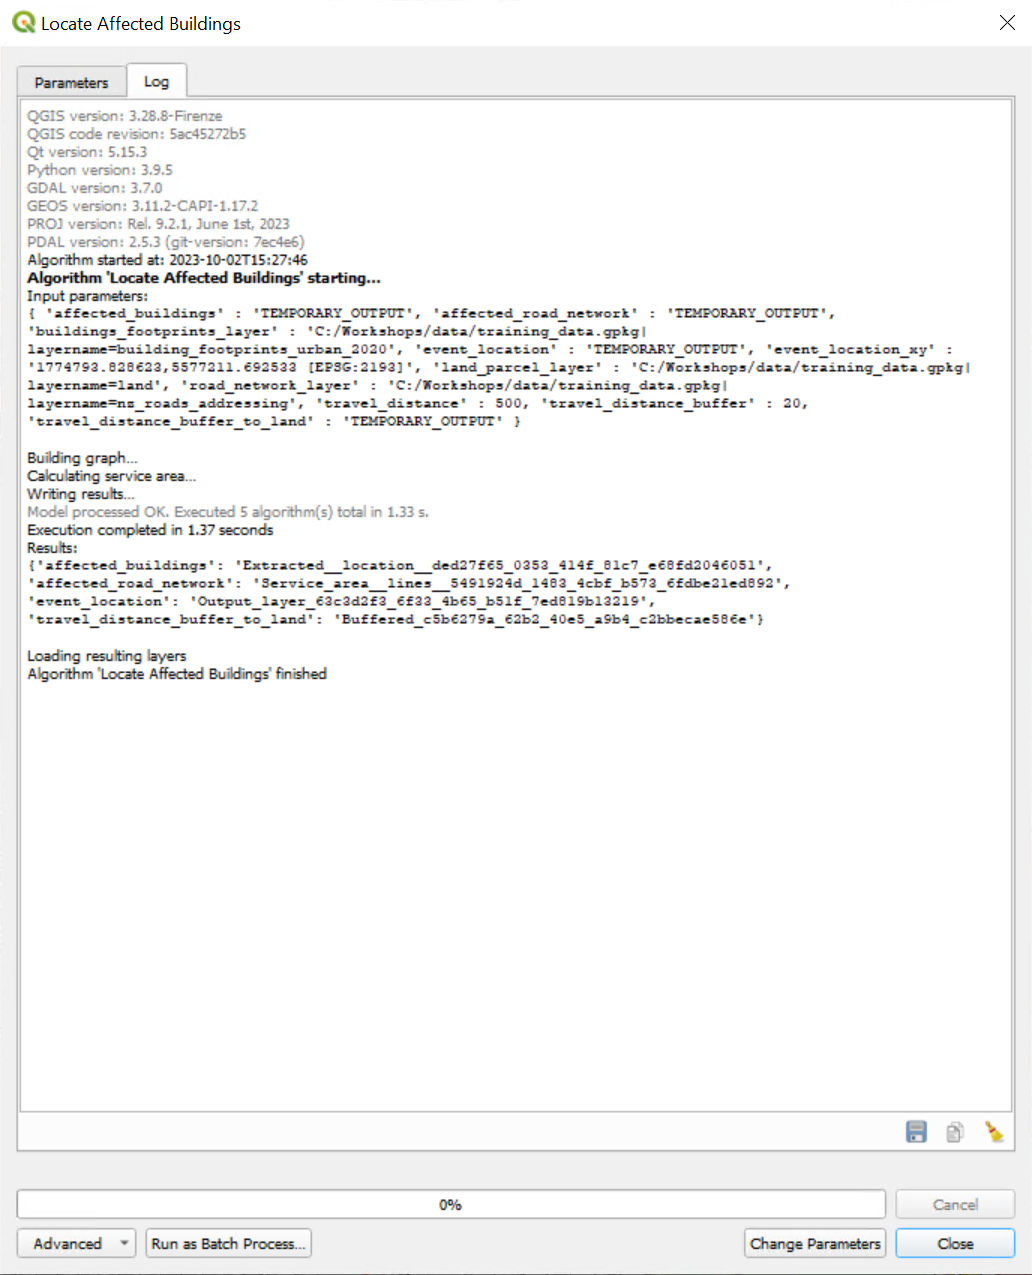 Locate Affected Buildings
Parameters
Log
QGIS version: 3.28.8-Firenze
QGIS code revision: 5ac45272b5
Qt version: 5.15.3
Python version: 3.9.5
GDAL version: 3.7.0
GEOS version: 3.11.2-CAPI-1.17.2
PROJ version: Rel. 9.2.1, June 1st, 2023
PDAL version: 2.5.3 (git-version: 7ec4e6)
Algorithm started at: 2023-10-02T15:27:46
Algorithm 'Locate Affected Buildings' starting...
Input parameters:
{ 'affected_buildings' : 'TEMPORARY_OUTPUT', 'affected_road_network' : 'TEMPORARY_OUTPUT',
'buildings_footprints_layer' : 'C:/Workshops/data/training_data.gpkg|
layername=building_footprints_urban_2020', 'event_location' : 'TEMPORARY_OUTPUT', 'event_location_xy' :
'1774793.828623,5577211.692533 [EPSG:2193]', 'land_parcel_layer' : 'C:/Workshops/data/training_data.gpkg|
layername=land', 'road_network_layer' : 'C:/Workshops/data/training_data.gpkg|
layername=nz_roads_addressing', 'travel_distance' : 500, 'travel_distance_buffer' : 20,
'travel_distance_buffer_to_land' : 'TEMPORARY_OUTPUT' }
Building graph...
Calculating service area...
Writing results...
Model processed OK. Executed 5 algorithm(s) total in 1.33 s.
Execution completed in 1.37 seconds
Results:
{'affected_buildings': 'Extracted__location__ded27f65_0353_414f_81c7_e68fd2046051',
'affected_road_network': 'Service_area__lines__5491924d_1483_4cbf_b573_6fdbe21ed892',
'event_location': 'Output_layer_63c3d2f3_6f33_4b65_b51f_7ed819b13219',
'travel_distance_buffer_to_land': 'Buffered_c5b6279a_62b2_40e5_a9b4_c2bbecae586e'}
Loading resulting layers
Algorithm 'Locate Affected Buildings' finished
0%
Cancel
Advanced
Run as Batch Process...
Change Parameters
Close